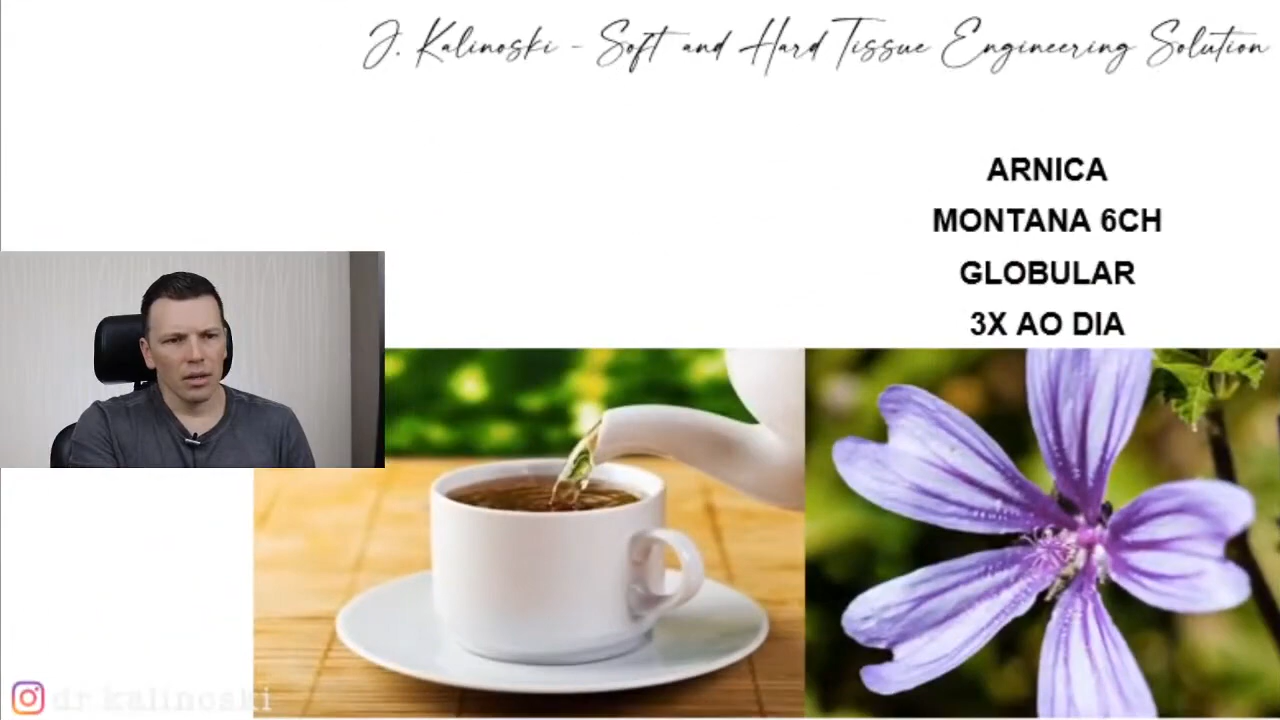 J. Kalinoski - Soft and Hard Tissue Engineering Solution
ARNICA
MONTANA 6CH
GLOBULAR
3X AO DIA
dr kalinoski